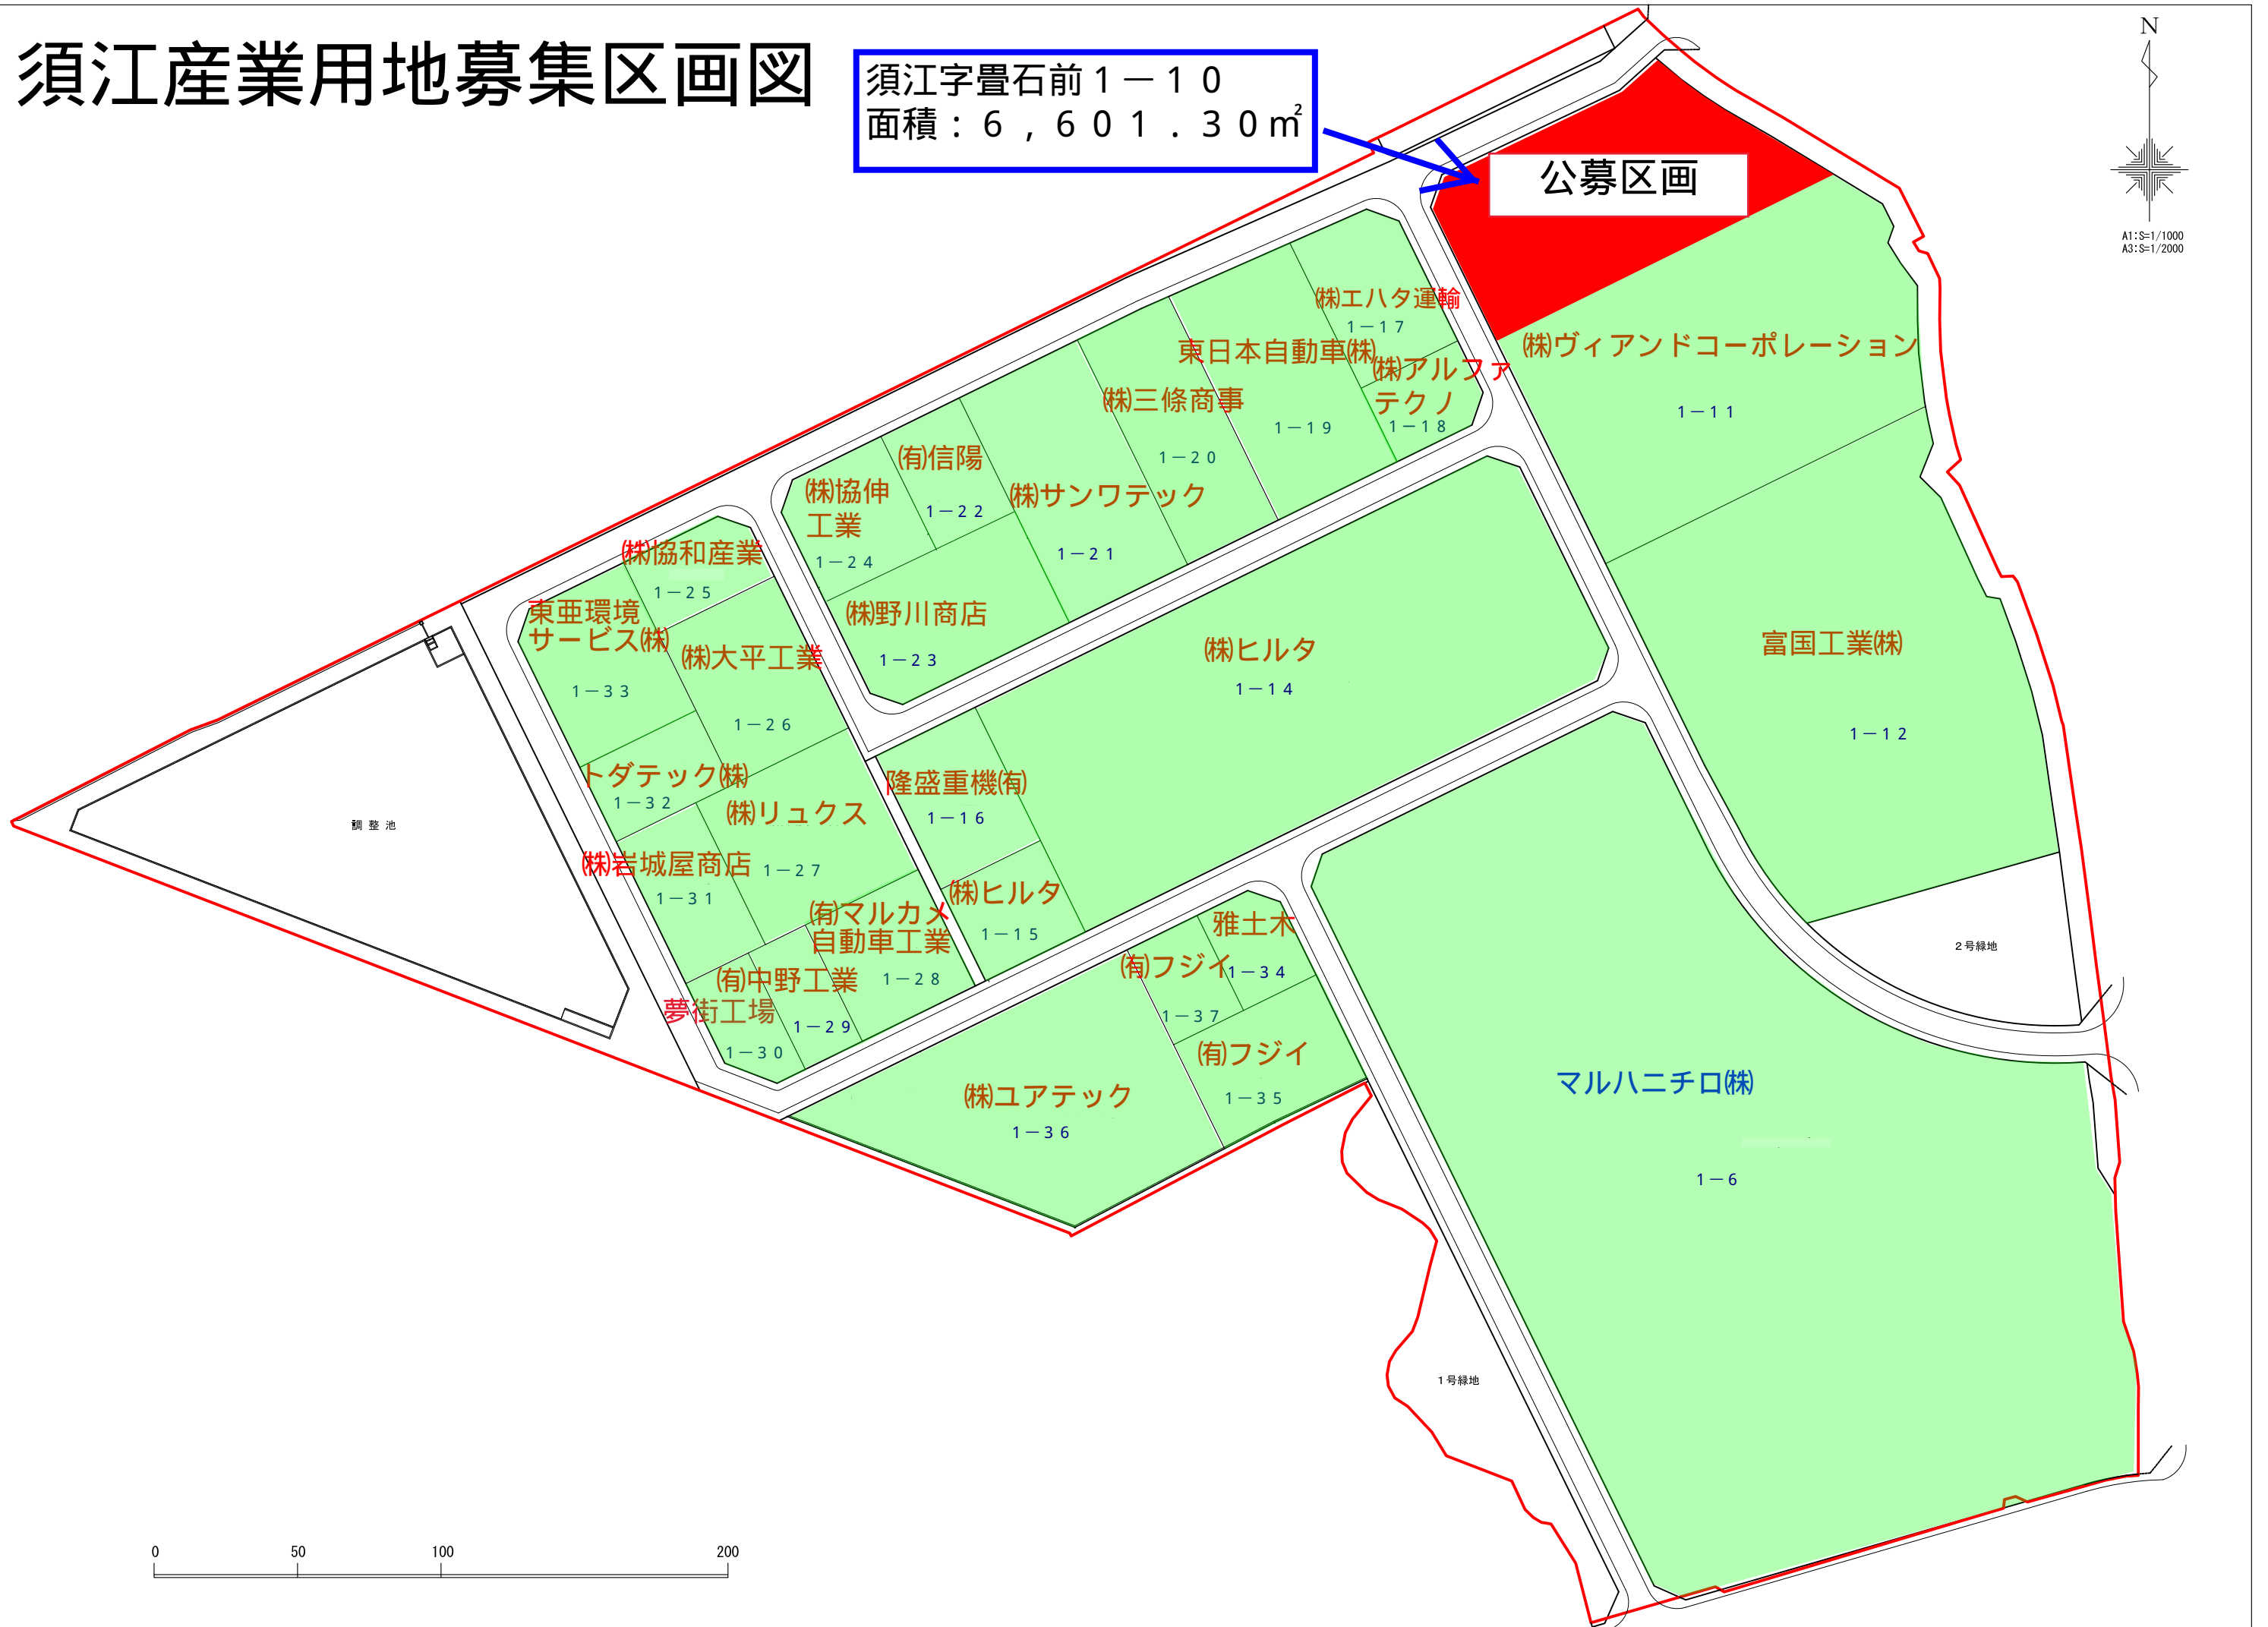 須江産業用地募集区画図
須江字畳石前1－10
面積：6,601.30㎡
公募区画
N
A1:S=1/1000
A3:S=1/2000
㈱エハタ運輸
1－17
東日本自動車㈱
1－19
㈱アルファ
テクノ
1－18
㈱ヴィアンドコーポレーション
1－11
㈱三條商事
1－20
㈲信陽
1－22
㈱サンワテック
1－21
㈱協伸
工業
1－24
㈱野川商店
1－23
㈱協和産業
1－25
東亜環境
サービス㈱
1－33
㈱大平工業
1－26
㈱ヒルタ
1－14
富国工業㈱
1－12
トダテック㈱
1－32
㈱リュクス
1－27
隆盛重機㈲
1－16
調整池
㈱岩城屋商店
1－31
㈱ヒルタ
1－15
㈲マルカメ
自動車工業
1－28
㈲中野工業
1－29
夢街工場
1－30
雅土木
1－34
㈲フジイ
1－37
㈲フジイ
1－35
㈱ユアテック
1－36
2号緑地
マルハニチロ㈱
1－6
1号緑地
0 50 100 200